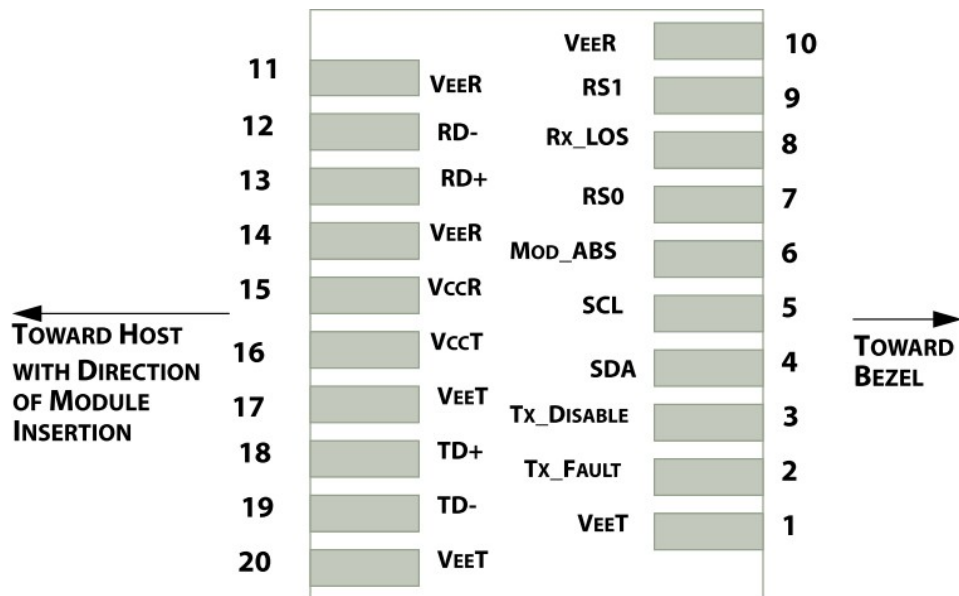 VEER 10
11 VEER
RS1 9
12 RD-
RX_LOS 8
13 RD+
RS0 7
14 VEER
MOD_ABS 6
15 VCCR
SCL 5
TOWARD HOST
WITH DIRECTION
OF MODULE
INSERTION
TOWARD
BEZEL
16 VCCT
SDA 4
17 VEET
TX_DISABLE 3
18 TD+
TX_FAULT 2
19 TD-
VEET 1
20 VEET